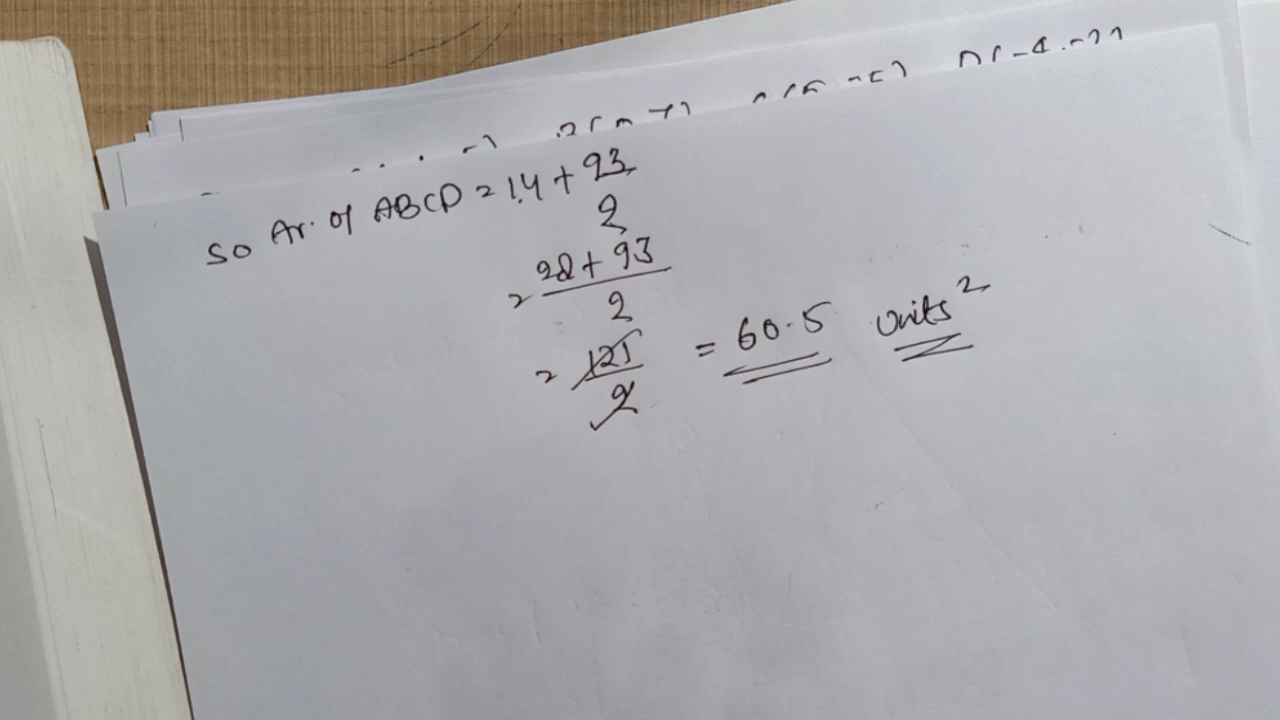 So Ar. of ABCD = 14 + 93
2
= 28 + 93
2
= 121 = 60.5 Units²
2